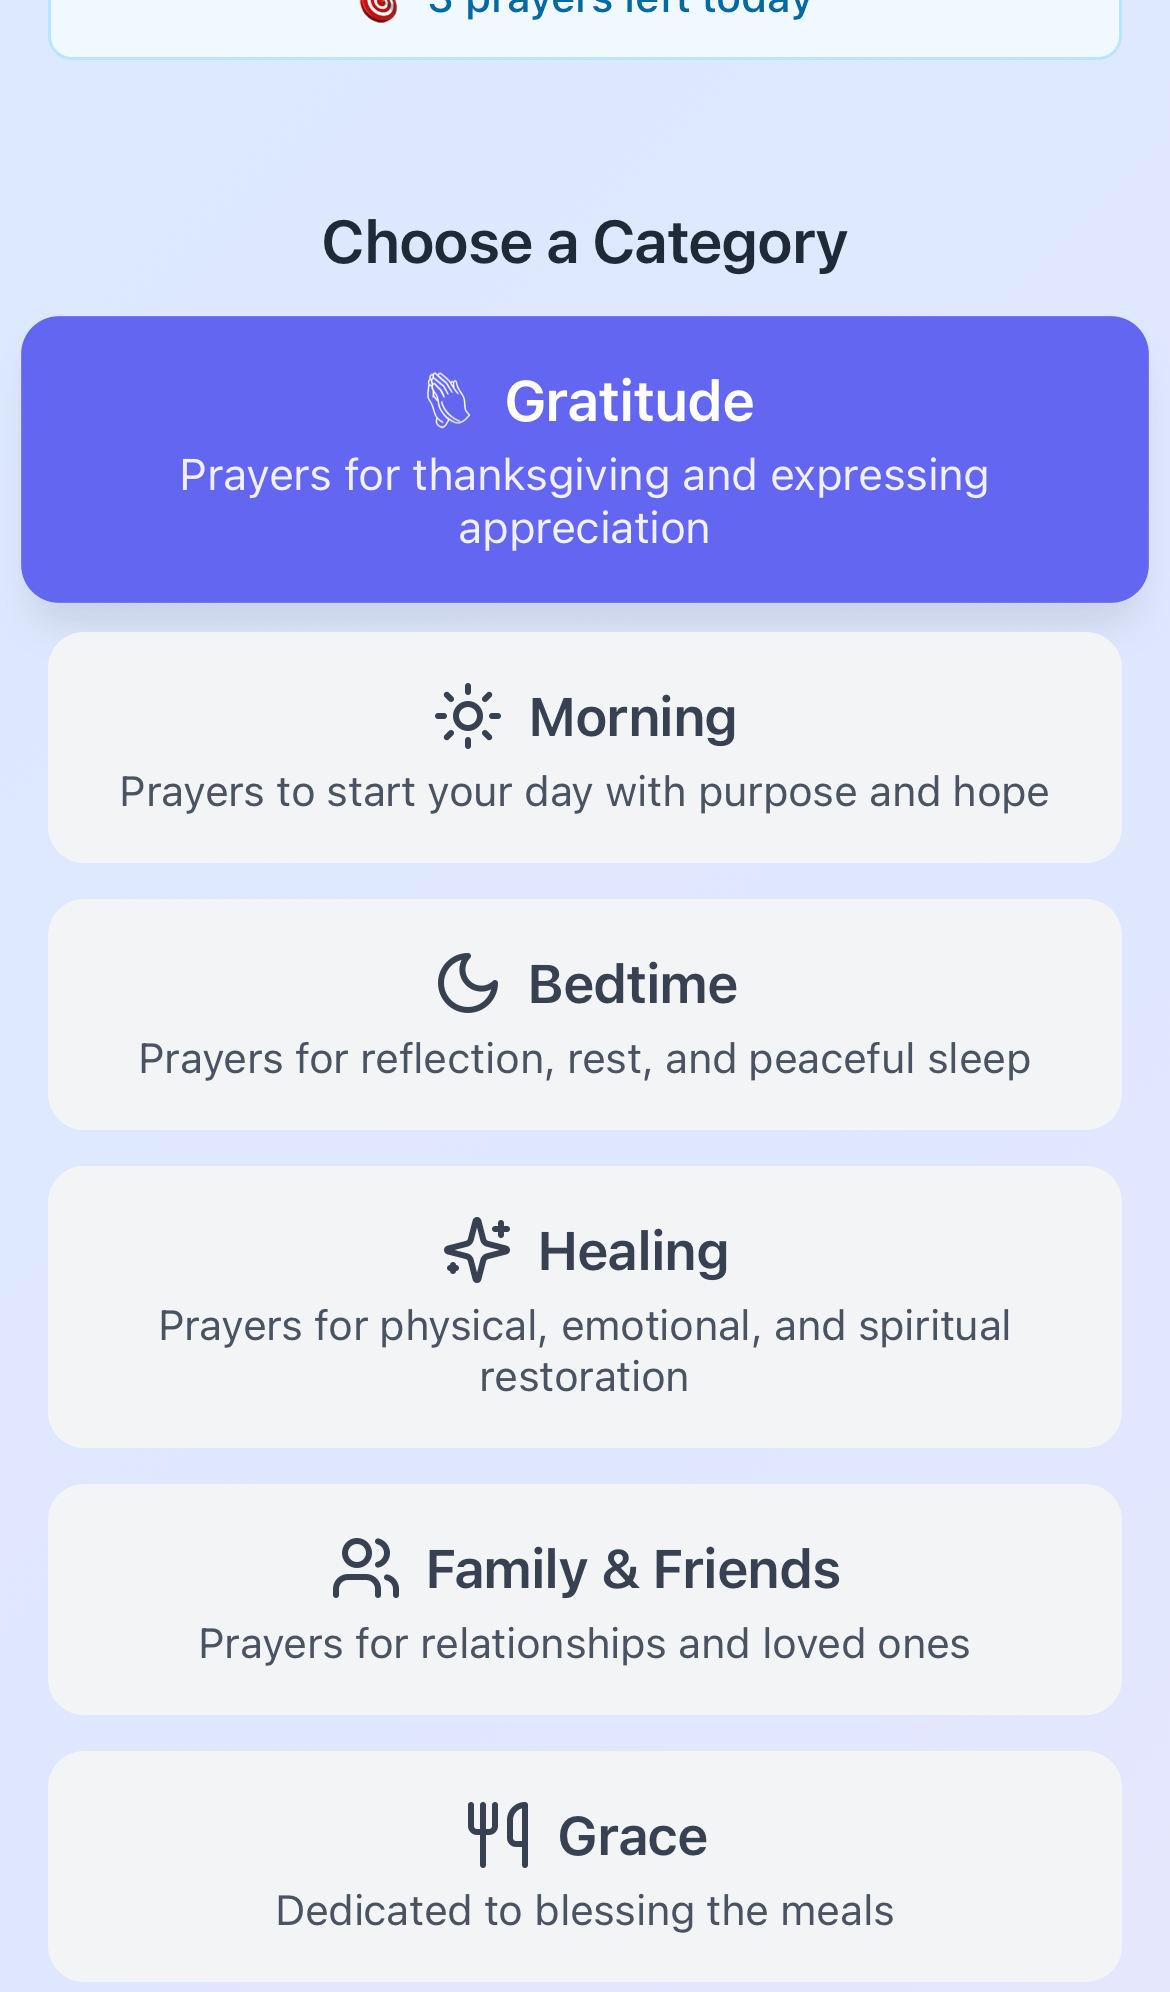 3 prayers left today
Choose a Category
Gratitude
Prayers for thanksgiving and expressing
appreciation
Morning
Prayers to start your day with purpose and hope
Bedtime
Prayers for reflection, rest, and peaceful sleep
Healing
Prayers for physical, emotional, and spiritual
restoration
Family & Friends
Prayers for relationships and loved ones
Grace
Dedicated to blessing the meals